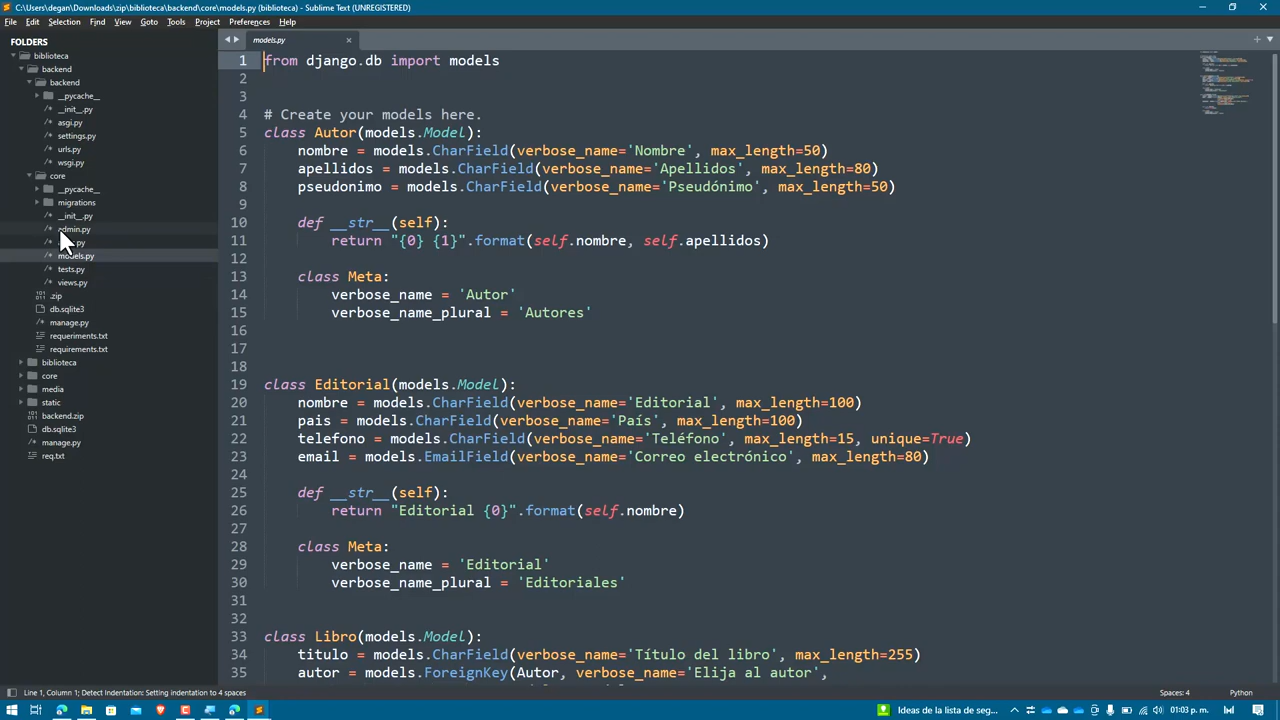 C:\Users\degan\Downloads\zip\biblioteca\backend\core\models.py (biblioteca) - Sublime Text (UNREGISTERED)
File Edit Selection Find View Goto Tools Project Preferences Help
FOLDERS
biblioteca
backend
backend
__pycache__
__init__.py
asgi.py
settings.py
urls.py
wsgi.py
core
__pycache__
migrations
__init__.py
admin.py
.py
models.py
tests.py
views.py
.zip
db.sqlite3
manage.py
requeriments.txt
requirements.txt
biblioteca
core
media
static
backend.zip
db.sqlite3
manage.py
req.txt
models.py
1 from django.db import models
2
3
4 # Create your models here.
5 class Autor(models.Model):
6 nombre = models.CharField(verbose_name='Nombre', max_length=50)
7 apellidos = models.CharField(verbose_name='Apellidos', max_length=80)
8 pseudonimo = models.CharField(verbose_name='Pseudónimo', max_length=50)
9
10 def __str__(self):
11 return "{0} {1}".format(self.nombre, self.apellidos)
12
13 class Meta:
14 verbose_name = 'Autor'
15 verbose_name_plural = 'Autores'
16
17
18
19 class Editorial(models.Model):
20 nombre = models.CharField(verbose_name='Editorial', max_length=100)
21 pais = models.CharField(verbose_name='País', max_length=100)
22 telefono = models.CharField(verbose_name='Teléfono', max_length=15, unique=True)
23 email = models.EmailField(verbose_name='Correo electrónico', max_length=80)
24
25 def __str__(self):
26 return "Editorial {0}".format(self.nombre)
27
28 class Meta:
29 verbose_name = 'Editorial'
30 verbose_name_plural = 'Editoriales'
31
32
33 class Libro(models.Model):
34 titulo = models.CharField(verbose_name='Título del libro', max_length=255)
35 autor = models.ForeignKey(Autor, verbose_name='Elija al autor',
Line 1, Column 1; Detect Indentation: Setting indentation to 4 spaces
Spaces: 4 Python
Ideas de la lista de seg... 01:03 p. m.